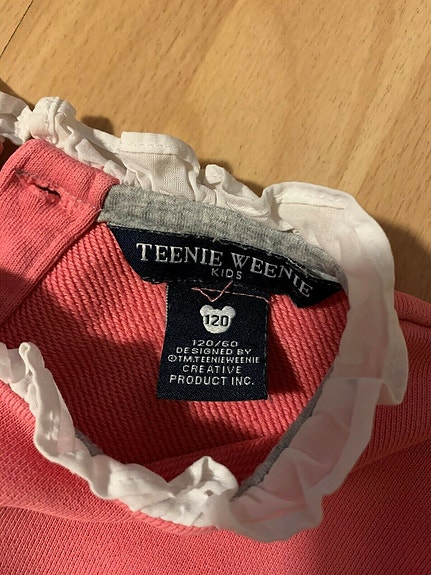 TEENIE WEENIE
KIDS
120
120/60
DESIGNED BY
©TM.TEENIEWEENIE
CREATIVE
PRODUCT INC.